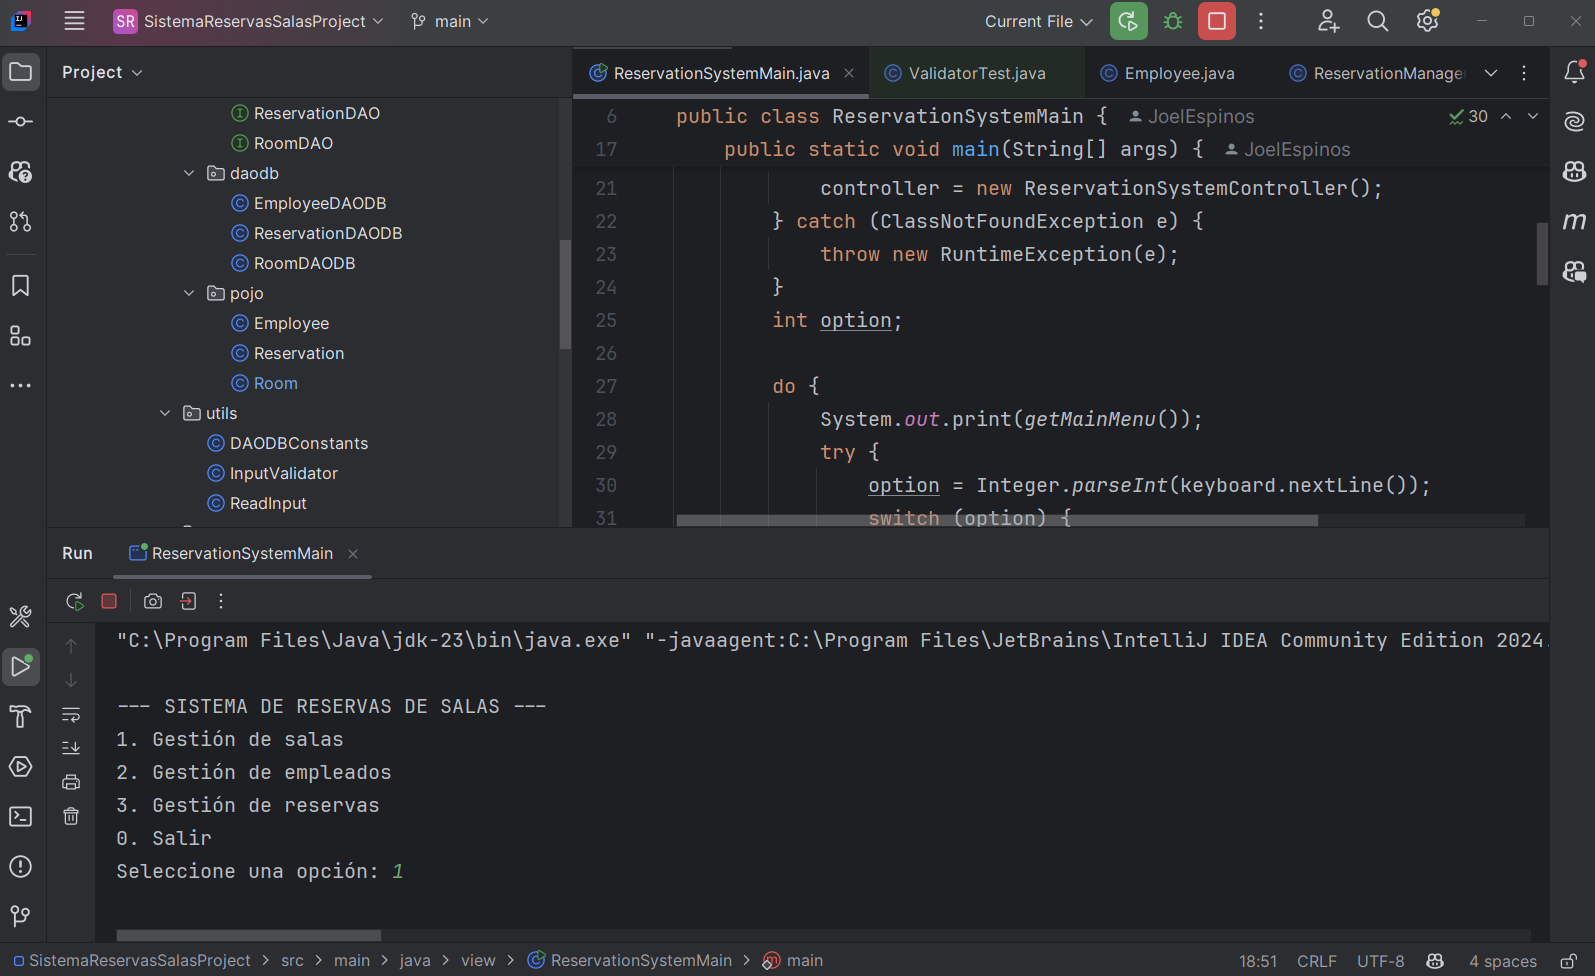 SR SistemaReservasSalasProject main Current File
Project
ReservationDAO
RoomDAO
daodb
EmployeeDAODB
ReservationDAODB
RoomDAODB
pojo
Employee
Reservation
Room
utils
DAODBConstants
InputValidator
ReadInput
ReservationSystemMain.java ValidatorTest.java Employee.java ReservationManage
6 public class ReservationSystemMain { JoelEspinos 30
17 public static void main(String[] args) { JoelEspinos
21 controller = new ReservationSystemController();
22 } catch (ClassNotFoundException e) {
23 throw new RuntimeException(e);
24 }
25 int option;
26
27 do {
28 System.out.print(getMainMenu());
29 try {
30 option = Integer.parseInt(keyboard.nextLine());
31 switch (option) {
Run ReservationSystemMain
"C:\Program Files\Java\jdk-23\bin\java.exe" "-javaagent:C:\Program Files\JetBrains\IntelliJ IDEA Community Edition 2024.
--- SISTEMA DE RESERVAS DE SALAS ---
1. Gestión de salas
2. Gestión de empleados
3. Gestión de reservas
0. Salir
Seleccione una opción: 1
SistemaReservasSalasProject > src > main > java > view > ReservationSystemMain > main 18:51 CRLF UTF-8 4 spaces